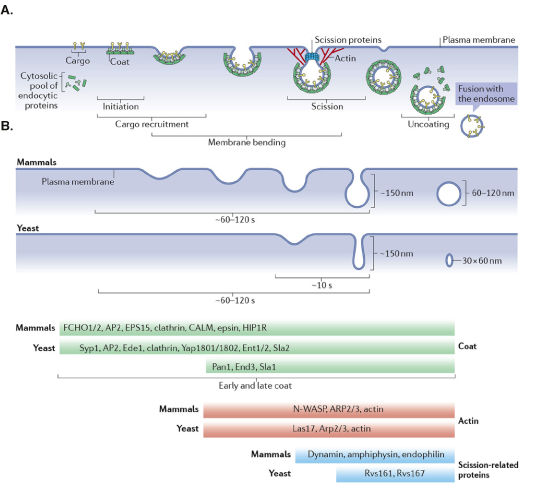 A.
Scission proteins
Plasma membrane
Actin
Cargo
Coat
Cytosolic
pool of
endocytic
proteins
Fusion with
the endosome
Initiation
Scission
Uncoating
Cargo recruitment
Membrane bending
B.
Mammals
Plasma membrane
~150 nm
60–120 nm
~60–120 s
Yeast
~150 nm
30 × 60 nm
~10 s
~60–120 s
Mammals
FCHO1/2, AP2, EPS15, clathrin, CALM, epsin, HIP1R
Yeast
Syp1, AP2, Ede1, clathrin, Yap1801/1802, Ent1/2, Sla2
Coat
Pan1, End3, Sla1
Early and late coat
Mammals
N-WASP, ARP2/3, actin
Actin
Yeast
Las17, Arp2/3, actin
Mammals
Dynamin, amphiphysin, endophilin
Scission-related
proteins
Yeast
Rvs161, Rvs167